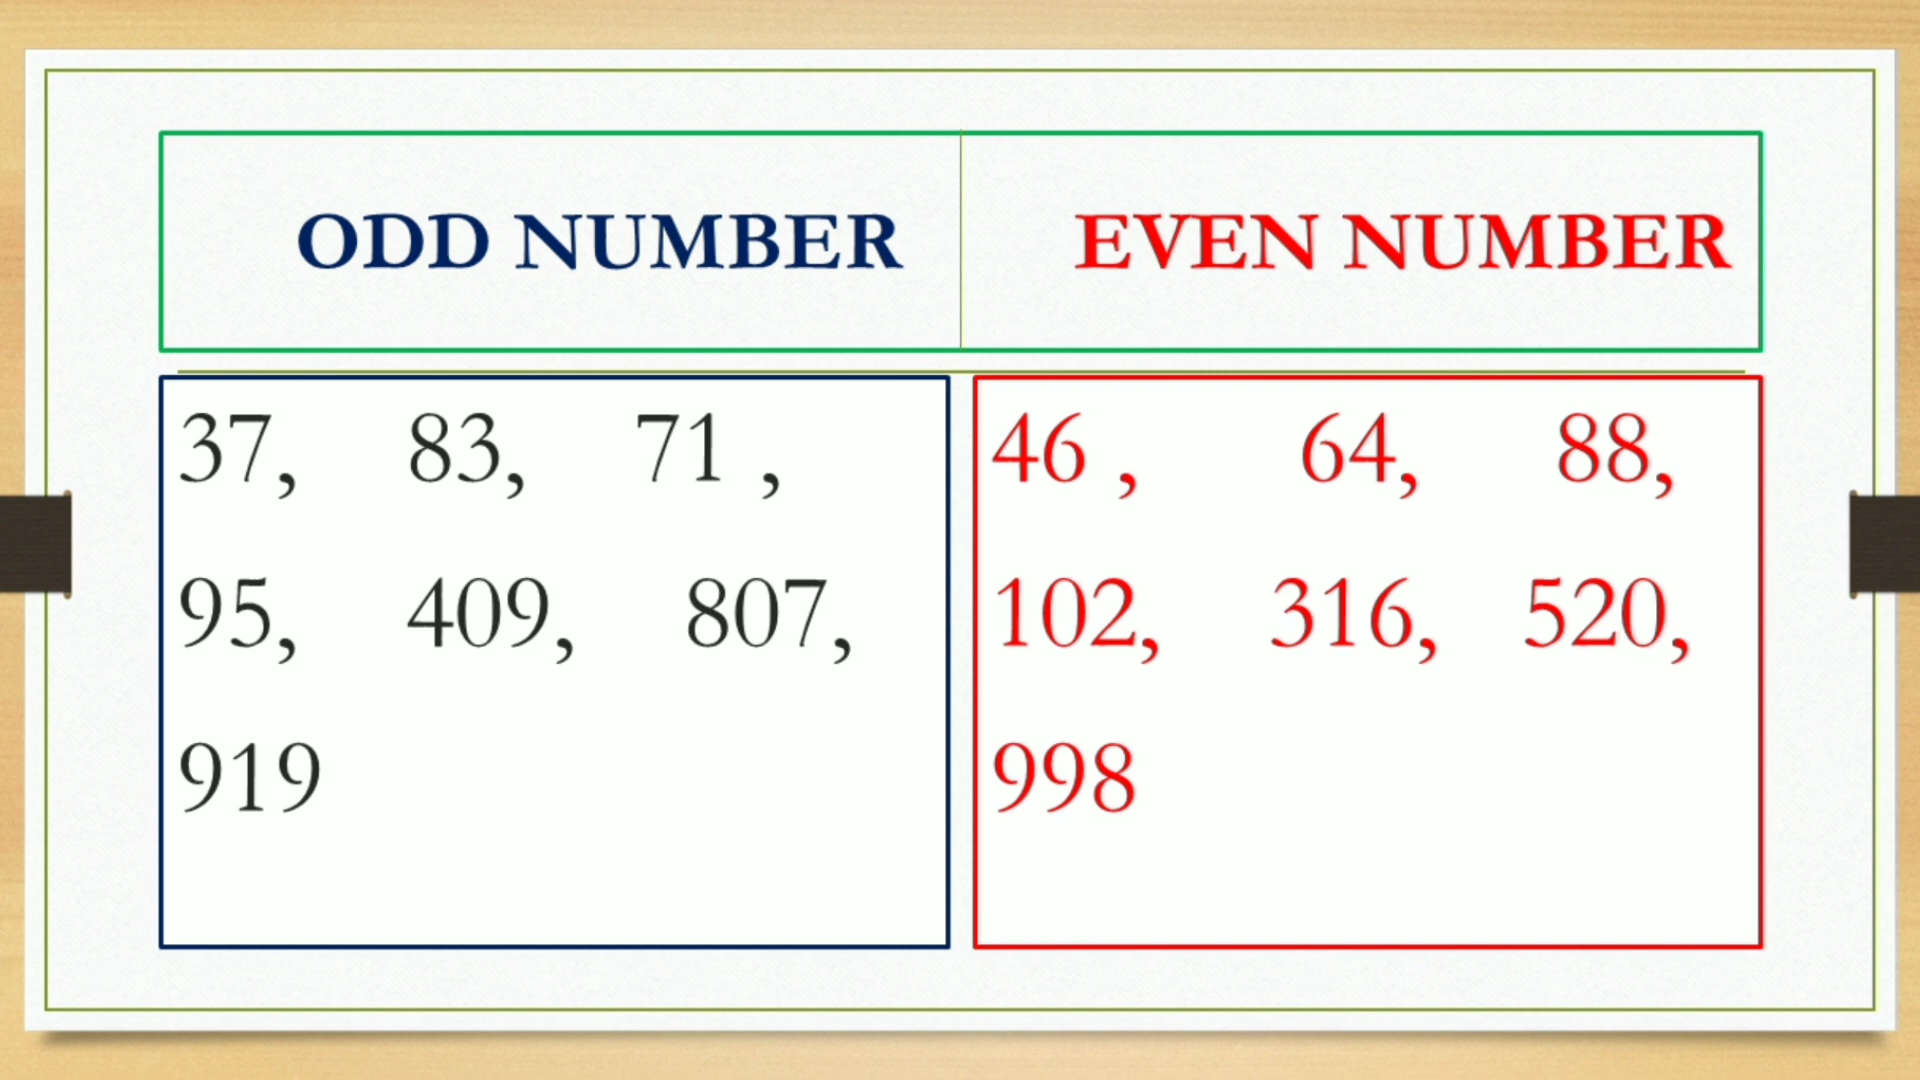 ODD NUMBER
EVEN NUMBER
37, 83, 71 ,
95, 409, 807,
919
46 , 64, 88,
102, 316, 520,
998